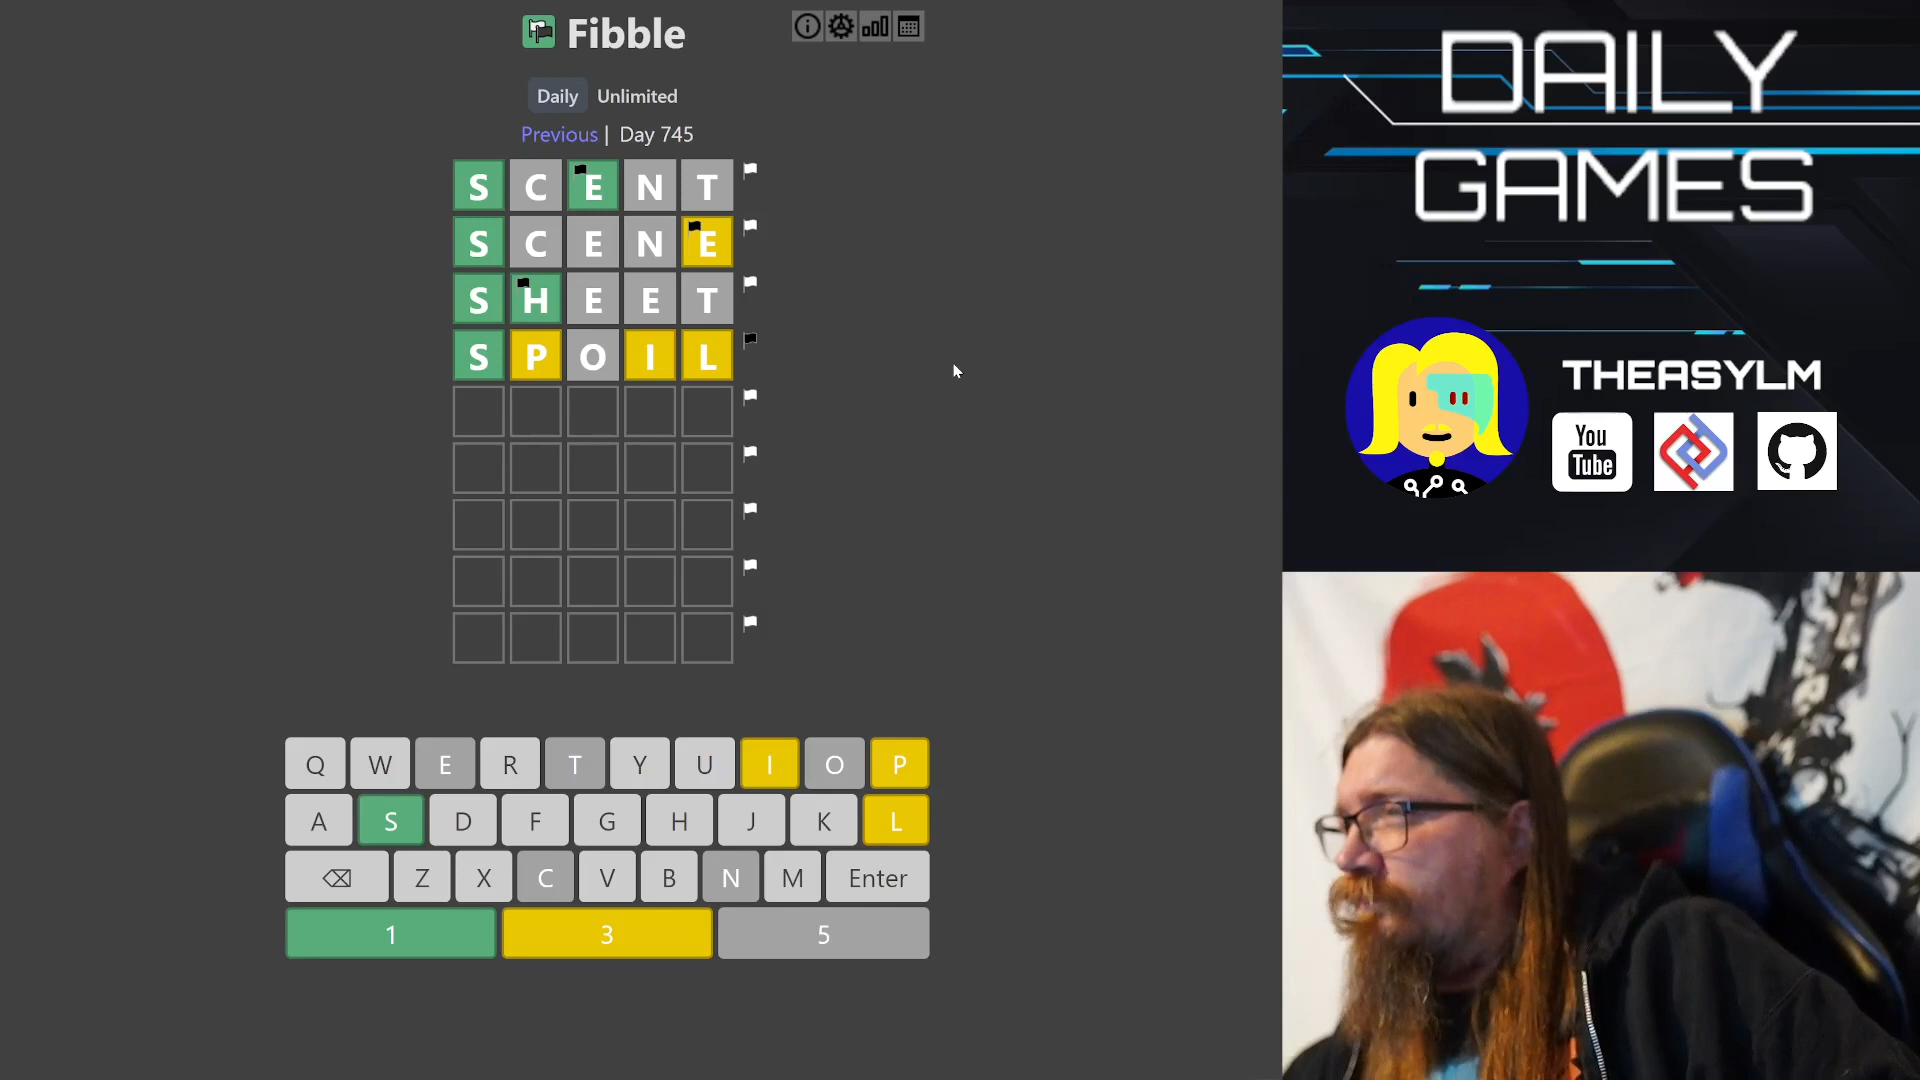 Fibble
Daily Unlimited
Previous | Day 745
S C E N T
S C E N E
S H E E T
S P O I L
Q W E R T Y U I O P
A S D F G H J K L
⌫ Z X C V B N M Enter
1 3 5
DAILY
GAMES
THEASYLM
You
Tube